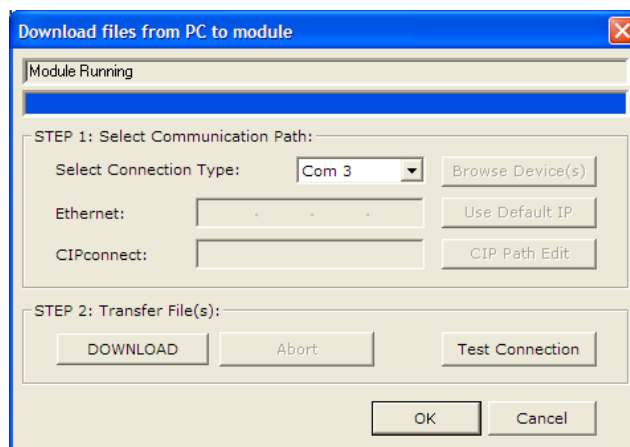 Download files from PC to module
Module Running
STEP 1: Select Communication Path:
Select Connection Type: Com 3 Browse Device(s)
Ethernet: . . . Use Default IP
CIPconnect: CIP Path Edit
STEP 2: Transfer File(s):
DOWNLOAD Abort Test Connection
OK Cancel